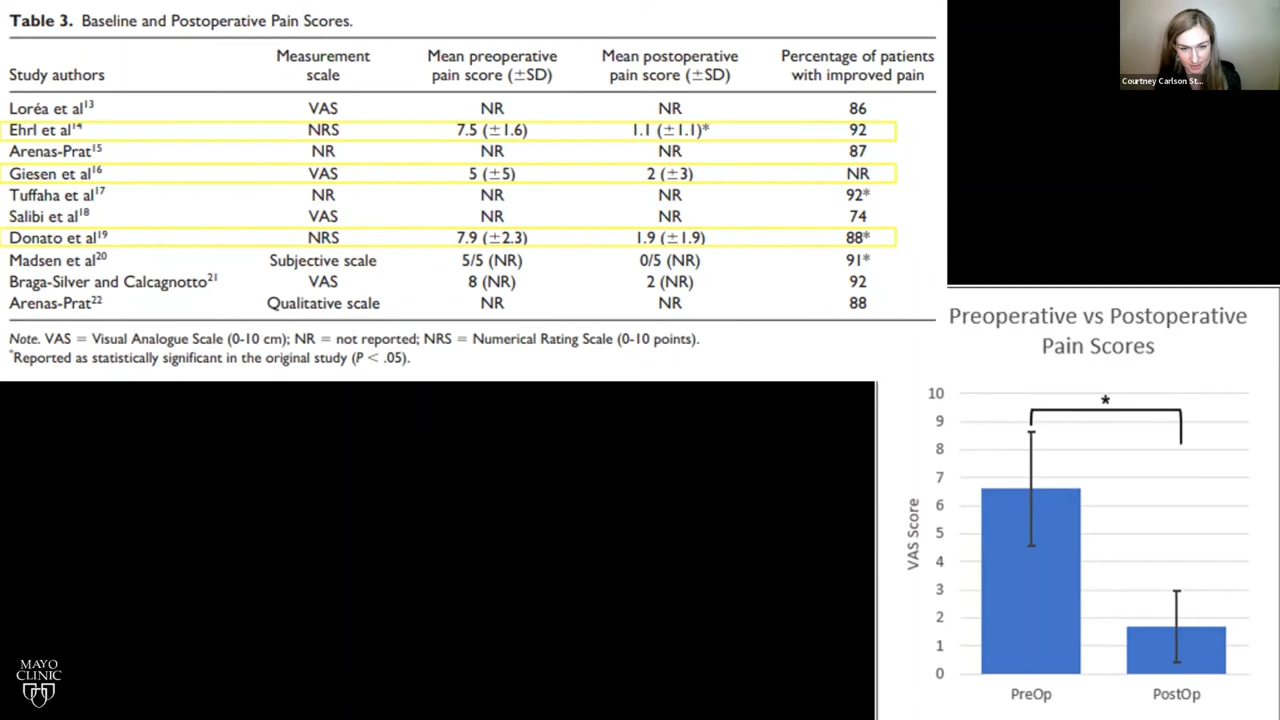 Table 3. Baseline and Postoperative Pain Scores.
Study authors Measurement scale Mean preoperative pain score (±SD) Mean postoperative pain score (±SD) Percentage of patients with improved pain
Loréa et al13 VAS NR NR 86
Ehrl et al14 NRS 7.5 (±1.6) 1.1 (±1.1)* 92
Arenas-Prat15 NR NR NR 87
Giesen et al16 VAS 5 (±5) 2 (±3) NR
Tuffaha et al17 NR NR NR 92*
Salibi et al18 VAS NR NR 74
Donato et al19 NRS 7.9 (±2.3) 1.9 (±1.9) 88*
Madsen et al20 Subjective scale 5/5 (NR) 0/5 (NR) 91*
Braga-Silver and Calcagnotto21 VAS 8 (NR) 2 (NR) 92
Arenas-Prat22 Qualitative scale NR NR 88
Note. VAS = Visual Analogue Scale (0-10 cm); NR = not reported; NRS = Numerical Rating Scale (0-10 points).
*Reported as statistically significant in the original study (P < .05).
Courtney Carlson St...
Preoperative vs Postoperative
Pain Scores
*
10
9
8
7
6
5
4
3
2
1
0
VAS Score
PreOp PostOp
MAYO
CLINIC